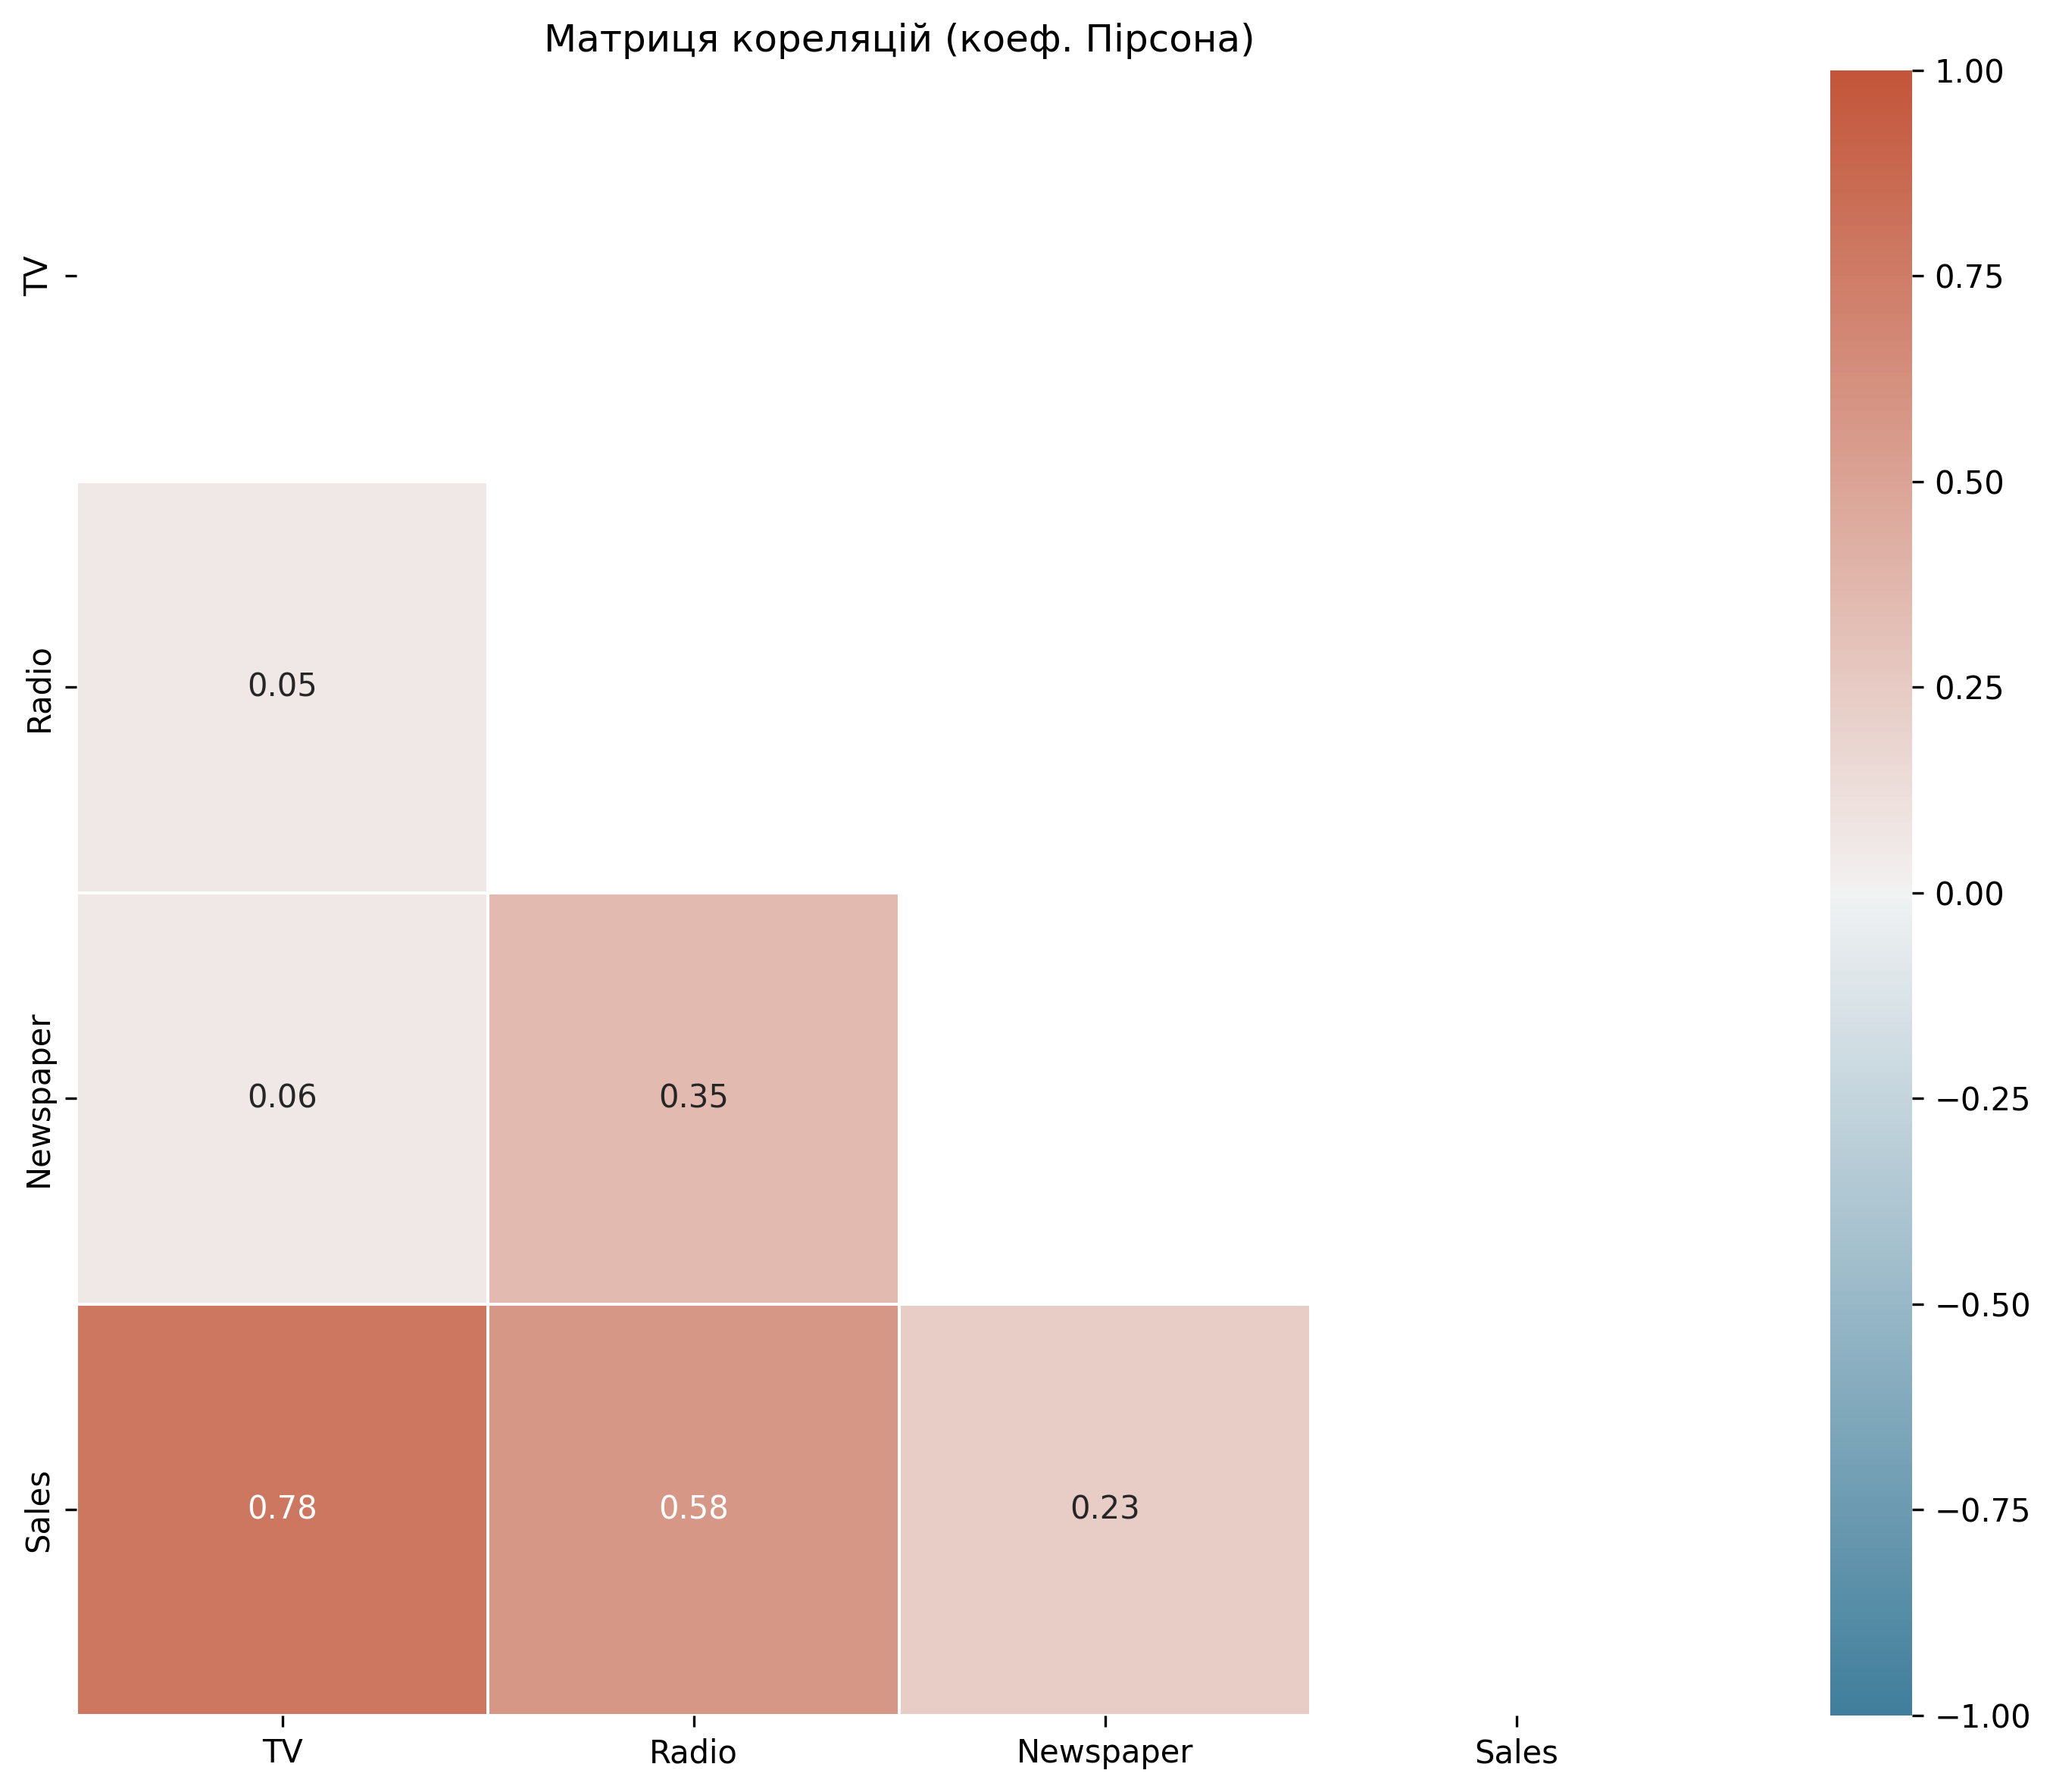 Матриця кореляцій (коеф. Пірсона)
1.00
TV
0.75
0.50
Radio
0.05
0.25
0.00
Newspaper
0.06
0.35
−0.25
−0.50
Sales
0.78
0.58
0.23
−0.75
−1.00
TV
Radio
Newspaper
Sales